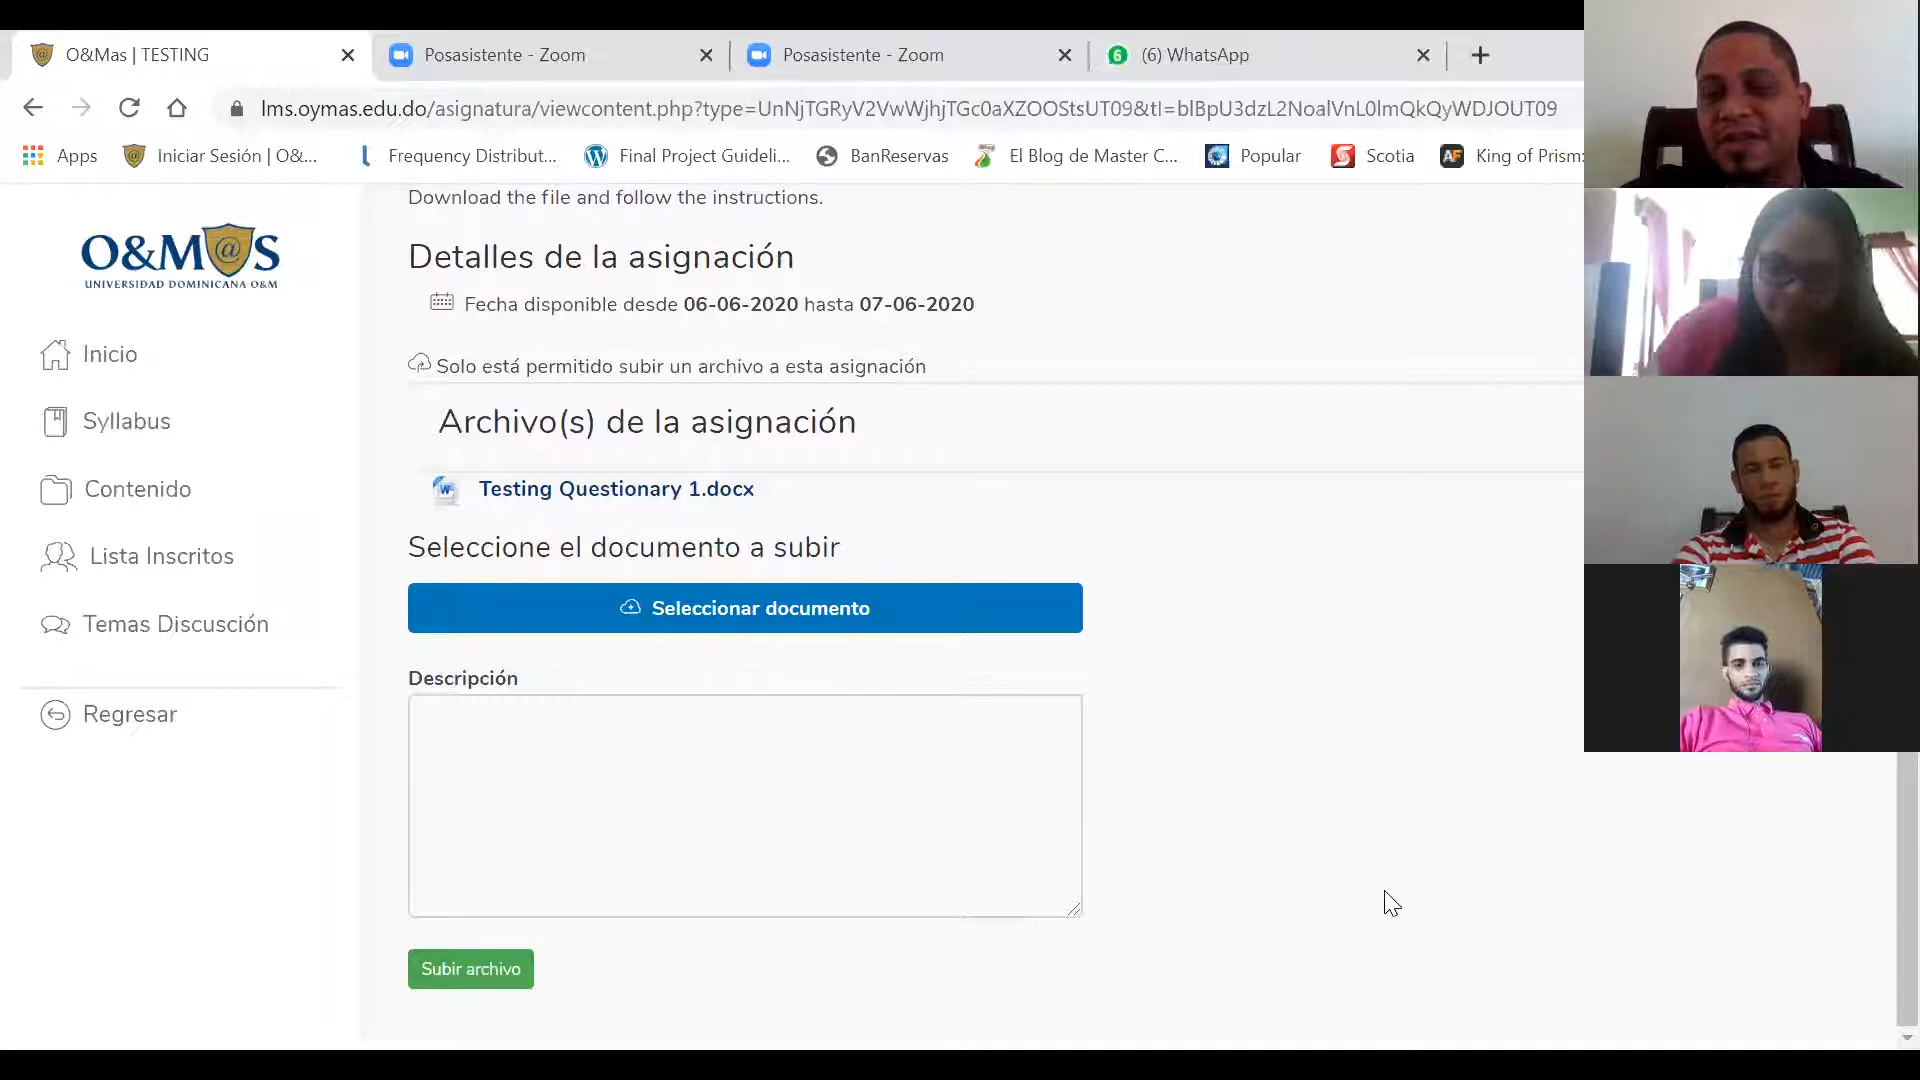 O&Mas | TESTING
Posasistente - Zoom
Posasistente - Zoom
6
(6) WhatsApp
lms.oymas.edu.do/asignatura/viewcontent.php?type=UnNjTGRyV2VwWjhjTGc0aXZOOStsUT09&tI=blBpU3dzL2NoalVnL0lmQkQyWDJOUT09
Apps
Iniciar Sesión | O&...
Frequency Distribut...
Final Project Guideli...
BanReservas
El Blog de Master C...
Popular
Scotia
AF
King of Prism:
Download the file and follow the instructions.
O&M@S
UNIVERSIDAD DOMINICANA O&M
Detalles de la asignación
Fecha disponible desde 06-06-2020 hasta 07-06-2020
Inicio
Solo está permitido subir un archivo a esta asignación
Syllabus
Archivo(s) de la asignación
Contenido
Testing Questionary 1.docx
Lista Inscritos
Seleccione el documento a subir
Seleccionar documento
Temas Discusción
Descripción
Regresar
Subir archivo